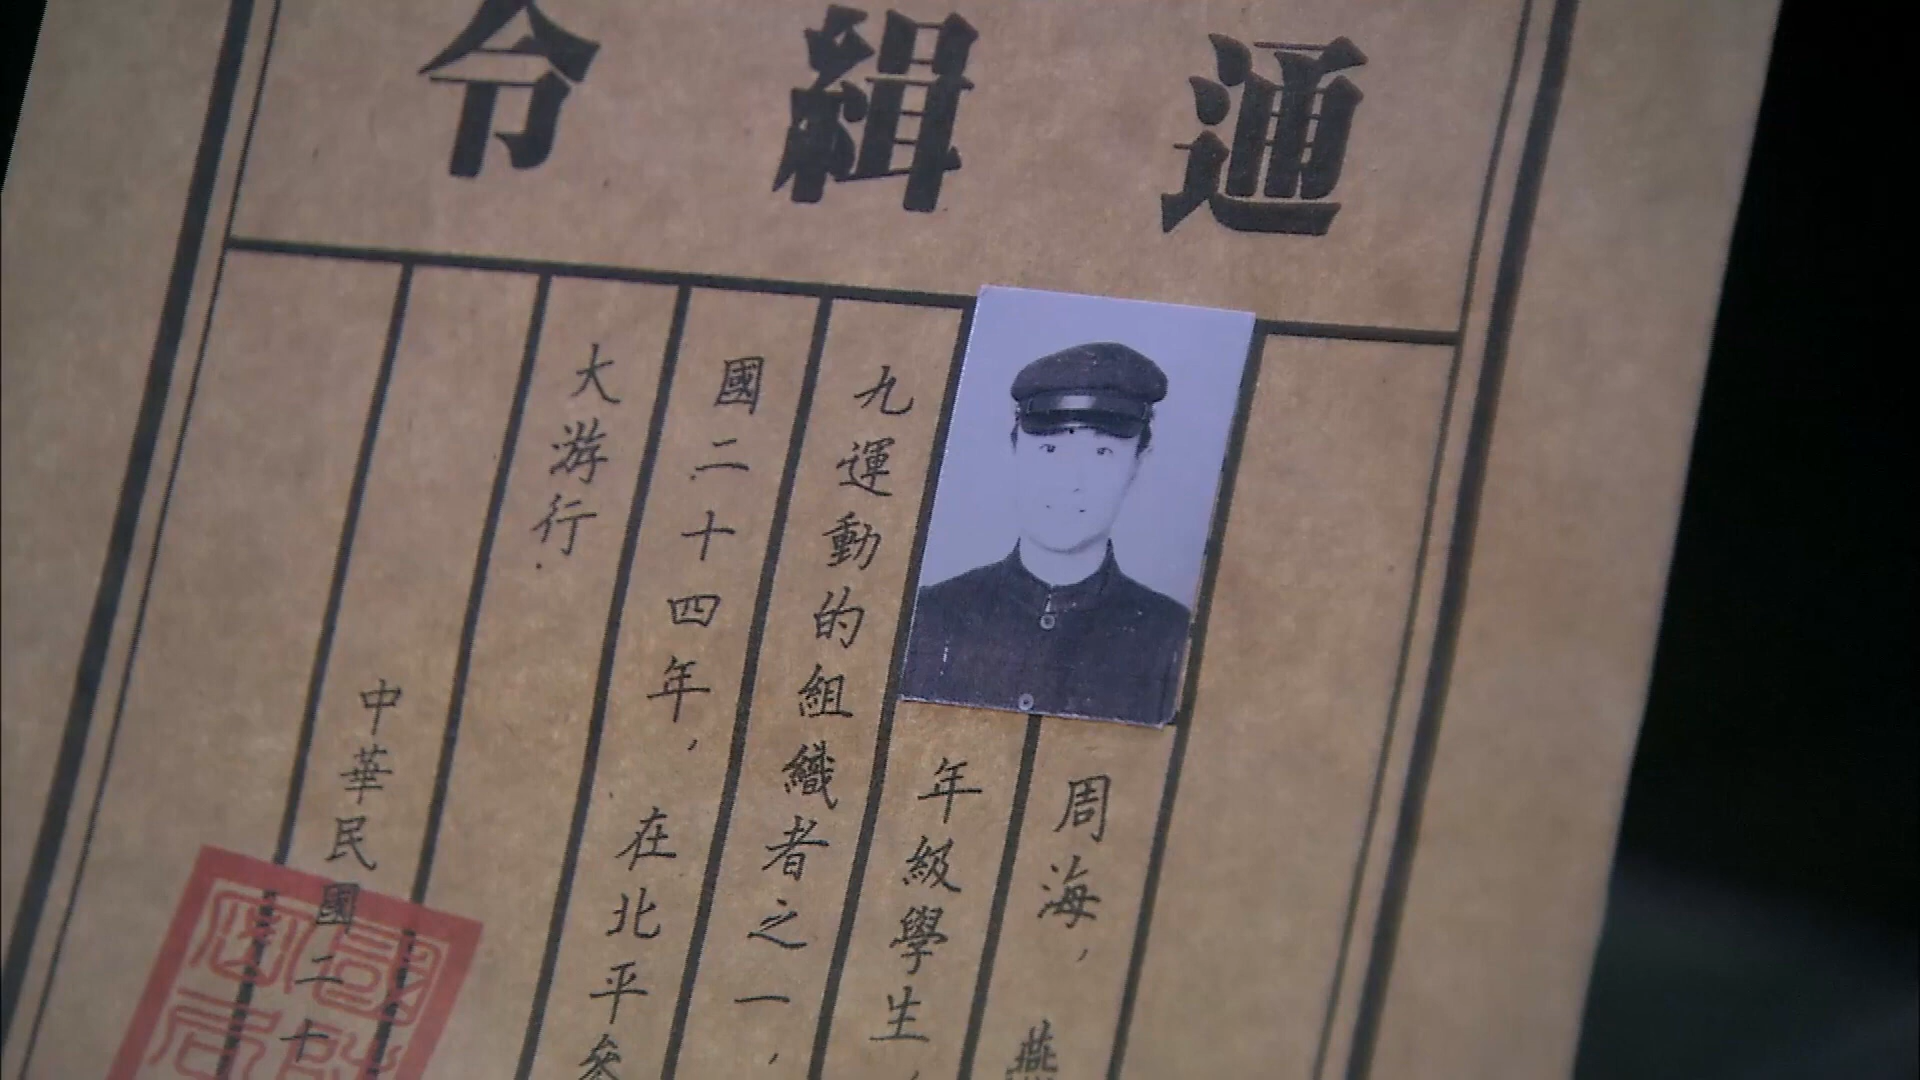 通緝令
周海，燕
年級學生，
九運動的組織者之一，
國二十四年，在北平參
大游行
中華民國二十